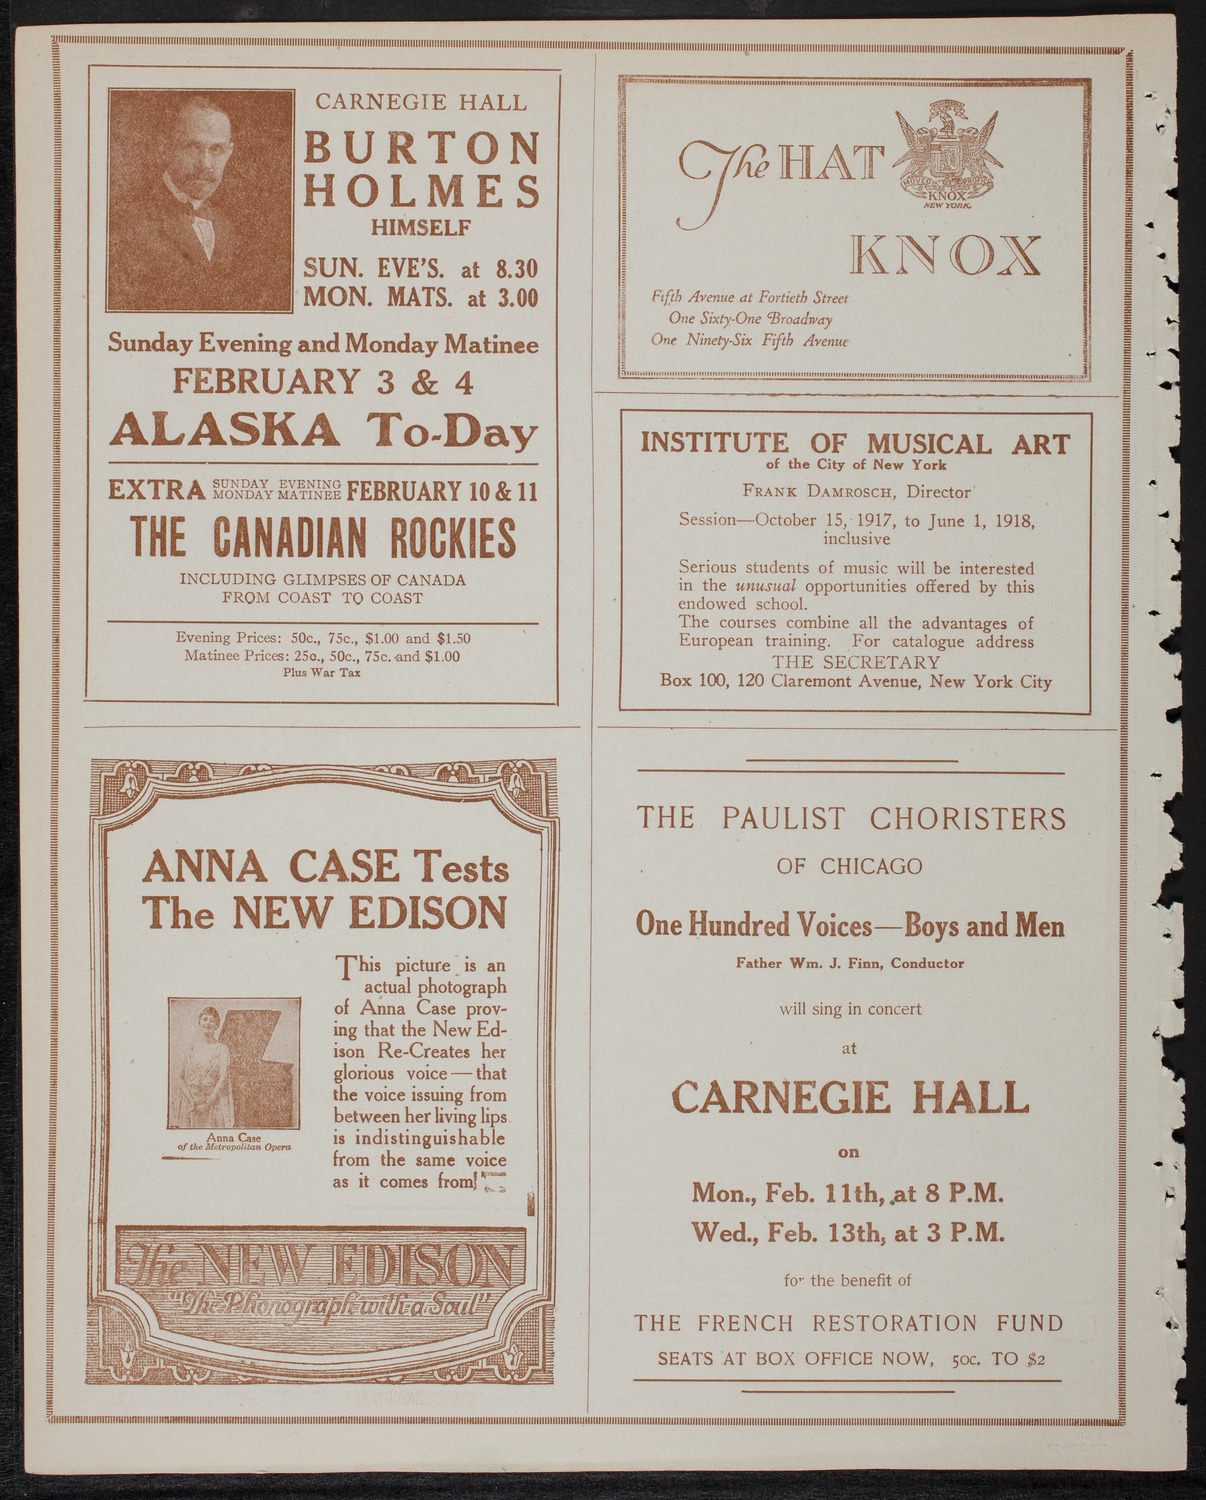 CARNEGIE HALL
BURTON
HOLMES
HIMSELF
SUN. EVE'S. at 8.30
MON. MATS. at 3.00
Sunday Evening and Monday Matinee
FEBRUARY 3 & 4
ALASKA To-Day
EXTRA SUNDAY EVENING MONDAY MATINEE FEBRUARY 10 & 11
THE CANADIAN ROCKIES
INCLUDING GLIMPSES OF CANADA
FROM COAST TO COAST
Evening Prices: 50c., 75c., $1.00 and $1.50
Matinee Prices: 25c., 50c., 75c. and $1.00
Plus War Tax
The HAT
KNOX
NEW YORK
KNOX
Fifth Avenue at Fortieth Street
One Sixty-One Broadway
One Ninety-Six Fifth Avenue
INSTITUTE OF MUSICAL ART
of the City of New York
FRANK DAMROSCH, Director
Session—October 15, 1917, to June 1, 1918,
inclusive
Serious students of music will be interested
in the unusual opportunities offered by this
endowed school.
The courses combine all the advantages of
European training. For catalogue address
THE SECRETARY
Box 100, 120 Claremont Avenue, New York City
ANNA CASE Tests
The NEW EDISON
This picture is an
actual photograph
of Anna Case prov-
ing that the New Ed-
ison Re-Creates her
glorious voice—that
the voice issuing from
between her living lips
is indistinguishable
from the same voice
as it comes from
Anna Case
of the Metropolitan Opera
The NEW EDISON
"The Phonograph with a Soul"
THE PAULIST CHORISTERS
OF CHICAGO
One Hundred Voices—Boys and Men
Father Wm. J. Finn, Conductor
will sing in concert
at
CARNEGIE HALL
on
Mon., Feb. 11th, at 8 P.M.
Wed., Feb. 13th, at 3 P.M.
for the benefit of
THE FRENCH RESTORATION FUND
SEATS AT BOX OFFICE NOW, 50c. TO $2